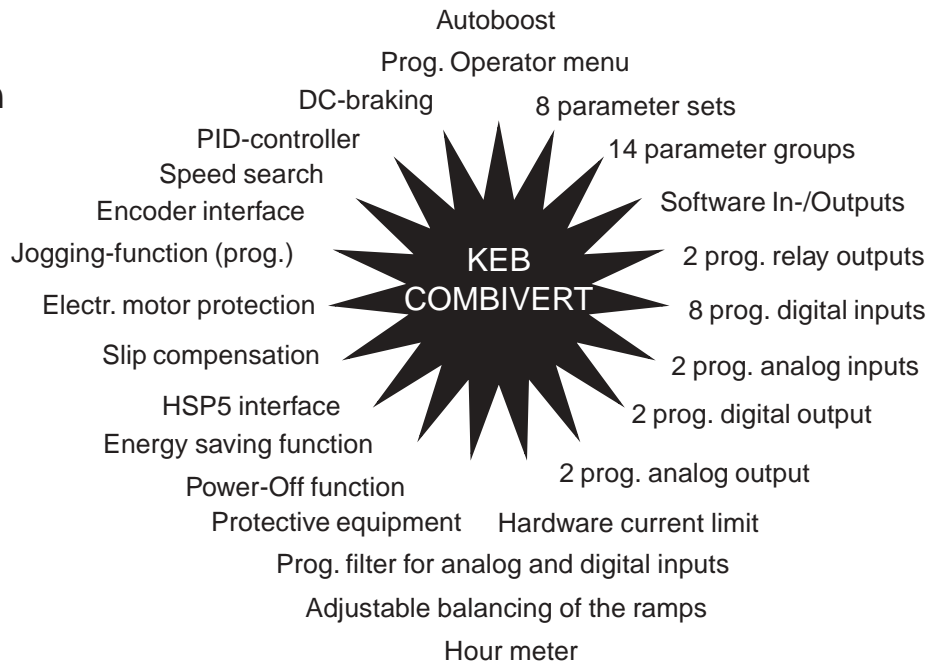 Autoboost
Prog. Operator menu
DC-braking
8 parameter sets
PID-controller
14 parameter groups
Speed search
Software In-/Outputs
Encoder interface
Jogging-function (prog.)
KEB
COMBIVERT
2 prog. relay outputs
Electr. motor protection
8 prog. digital inputs
Slip compensation
2 prog. analog inputs
HSP5 interface
2 prog. digital output
Energy saving function
2 prog. analog output
Power-Off function
Protective equipment
Hardware current limit
Prog. filter for analog and digital inputs
Adjustable balancing of the ramps
Hour meter